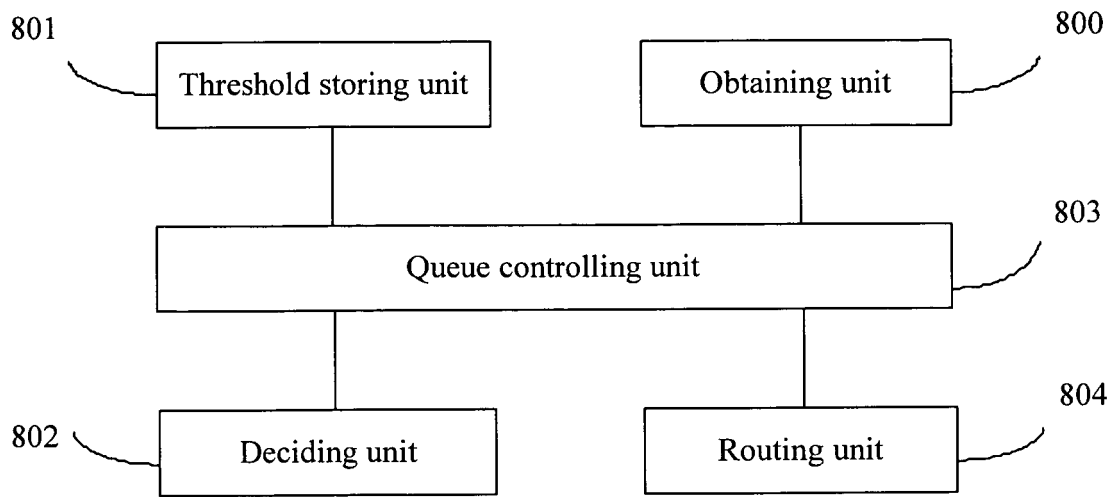 801
Threshold storing unit
Obtaining unit
800
Queue controlling unit
803
802
Deciding unit
Routing unit
804